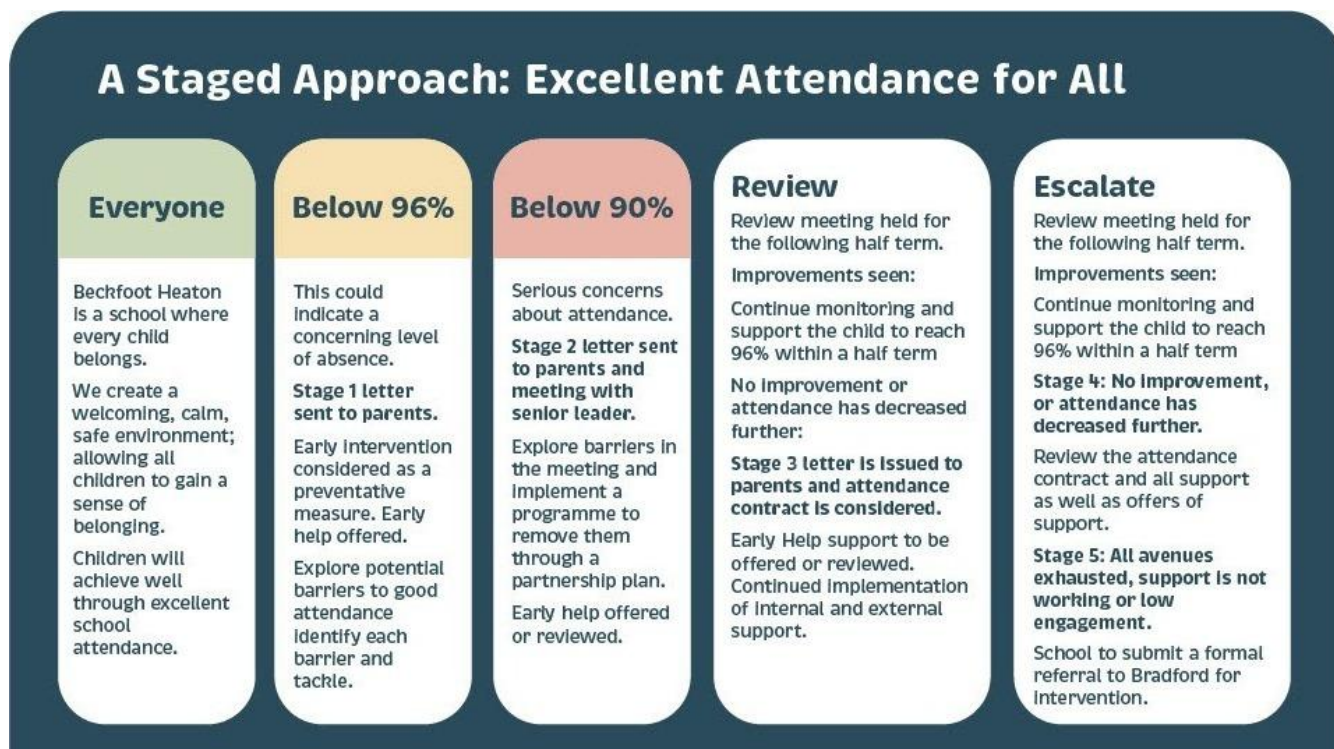 A Staged Approach: Excellent Attendance for All
Everyone
Beckfoot Heaton
is a school where
every child
belongs.
We create a
welcoming, calm,
safe environment;
allowing all
children to gain a
sense of
belonging.
Children will
achieve well
through excellent
school
attendance.
Below 96%
This could
indicate a
concerning level
of absence.
Stage 1 letter
sent to parents.
Early intervention
considered as a
preventative
measure. Early
help offered.
Explore potential
barriers to good
attendance
identify each
barrier and
tackle.
Below 90%
Serious concerns
about attendance.
Stage 2 letter sent
to parents and
meeting with
senior leader.
Explore barriers in
the meeting and
implement a
programme to
remove them
through a
partnership plan.
Early help offered
or reviewed.
Review
Review meeting held for
the following half term.
Improvements seen:
Continue monitoring and
support the child to reach
96% within a half term
No improvement or
attendance has decreased
further:
Stage 3 letter is issued to
parents and attendance
contract is considered.
Early Help support to be
offered or reviewed.
Continued implementation
of internal and external
support.
Escalate
Review meeting held for
the following half term.
Improvements seen:
Continue monitoring and
support the child to reach
96% within a half term
Stage 4: No improvement,
or attendance has
decreased further.
Review the attendance
contract and all support
as well as offers of
support.
Stage 5: All avenues
exhausted, support is not
working or low
engagement.
School to submit a formal
referral to Bradford for
intervention.